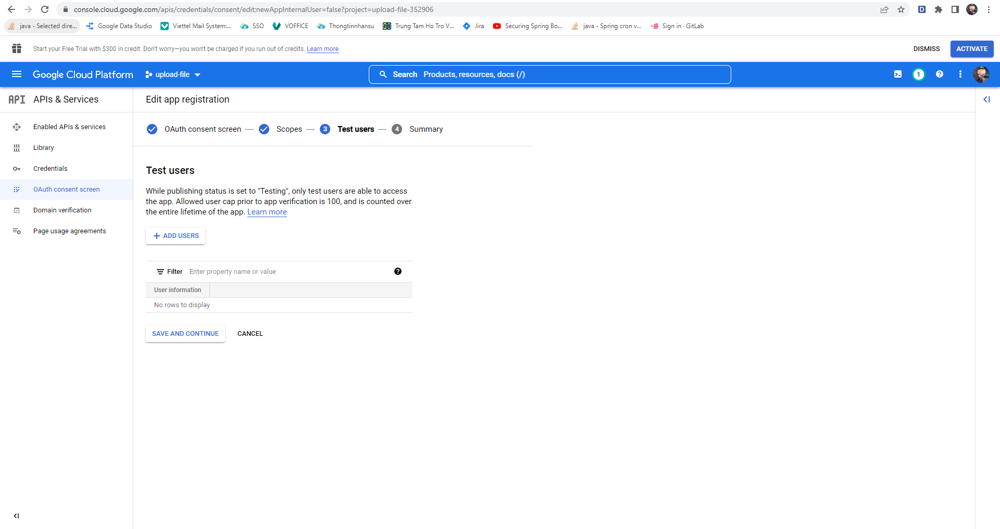 console.cloud.google.com/apis/credentials/consent/edit;newAppInternalUser=false?project=upload-file-352906
java - Selected dire... Google Data Studio Viettel Mail System:... SSO VOFFICE Thongtinnhansu Trung Tam Ho Tro V... Jira Securing Spring Bo... java - Spring cron v... Sign in · GitLab
Start your Free Trial with $300 in credit. Don't worry—you won't be charged if you run out of credits. Learn more DISMISS ACTIVATE
Google Cloud Platform upload-file Search Products, resources, docs (/) 1
API APIs & Services Edit app registration
Enabled APIs & services
Library
Credentials
OAuth consent screen
Domain verification
Page usage agreements
OAuth consent screen — Scopes — 3 Test users — 4 Summary
Test users
While publishing status is set to "Testing", only test users are able to access
the app. Allowed user cap prior to app verification is 100, and is counted over
the entire lifetime of the app. Learn more
ADD USERS
Filter Enter property name or value
User information
No rows to display
SAVE AND CONTINUE CANCEL